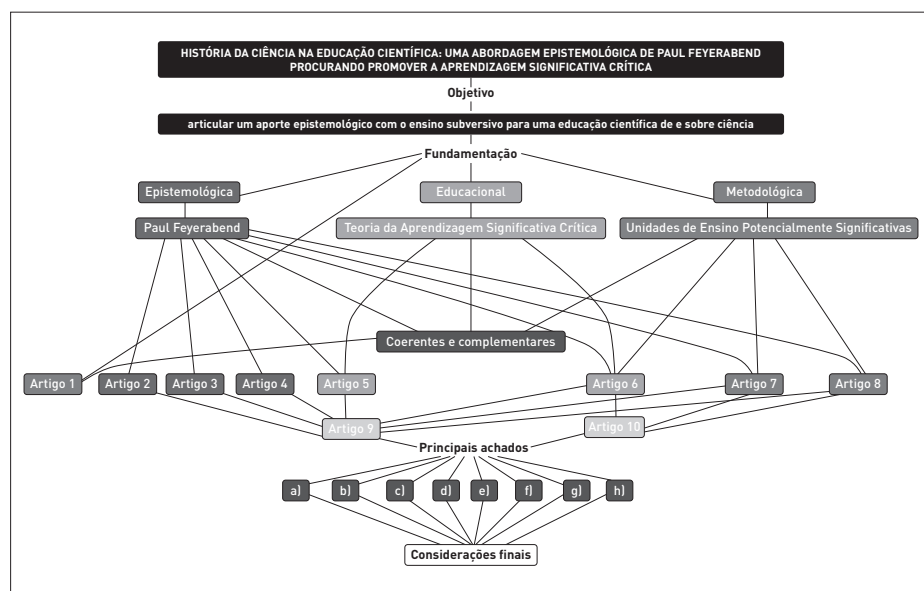 HISTÓRIA DA CIÊNCIA NA EDUCAÇÃO CIENTÍFICA: UMA ABORDAGEM EPISTEMOLÓGICA DE PAUL FEYERABEND
PROCURANDO PROMOVER A APRENDIZAGEM SIGNIFICATIVA CRÍTICA
Objetivo
articular um aporte epistemológico com o ensino subversivo para uma educação científica de e sobre ciência
Fundamentação
Epistemológica
Educacional
Metodológica
Paul Feyerabend
Teoria da Aprendizagem Significativa Crítica
Unidades de Ensino Potencialmente Significativas
Coerentes e complementares
Artigo 1
Artigo 2
Artigo 3
Artigo 4
Artigo 5
Artigo 6
Artigo 7
Artigo 8
Artigo 9
Artigo 10
Principais achados
a)
b)
c)
d)
e)
f)
g)
h)
Considerações finais